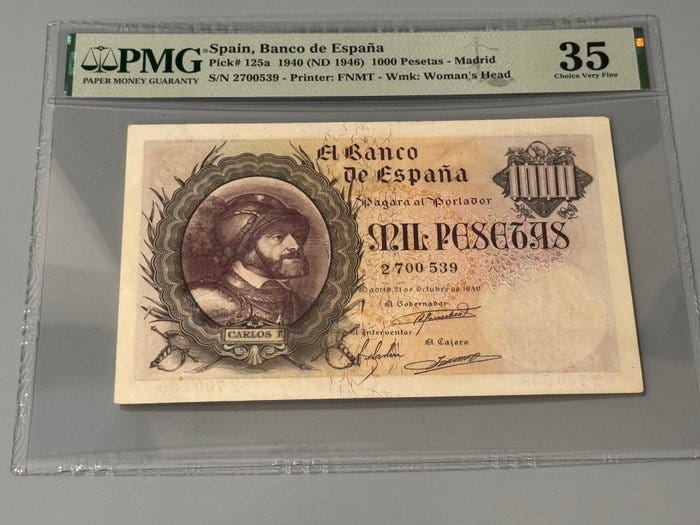 PMG
PAPER MONEY GUARANTY
Spain, Banco de España
Pick# 125a 1940 (ND 1946) 1000 Pesetas - Madrid
S/N 2700539 - Printer: FNMT - Wmk: Woman's Head
35
Choice Very Fine
El Banco
de España
Pagará al Portador
MIL PESETAS
2 700 539
Madrid 21 de Octubre de 1940
El Gobernador
El Interventor
El Cajero
CARLOS I